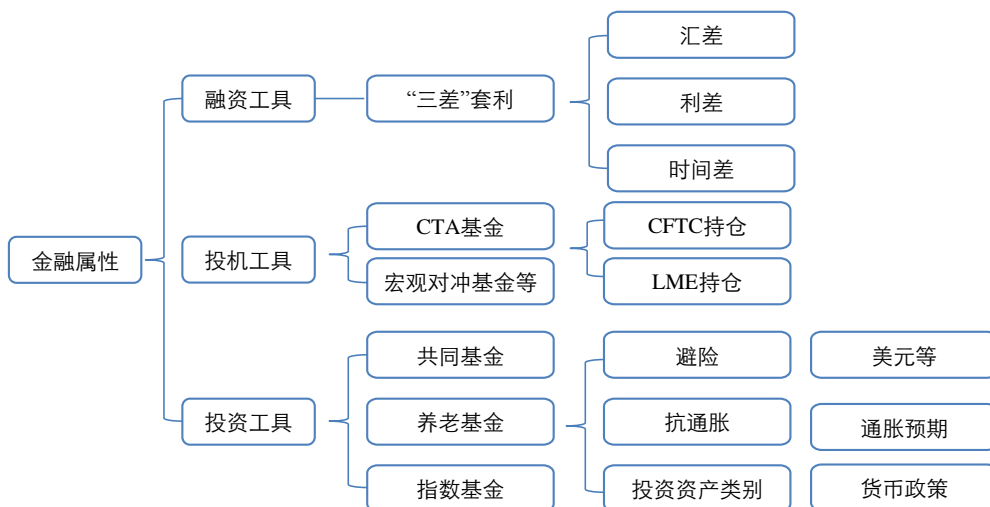 汇差
融资工具
“三差”套利
利差
时间差
金融属性
投机工具
CTA基金
CFTC持仓
宏观对冲基金等
LME持仓
共同基金
避险
美元等
投资工具
养老基金
抗通胀
通胀预期
指数基金
投资资产类别
货币政策